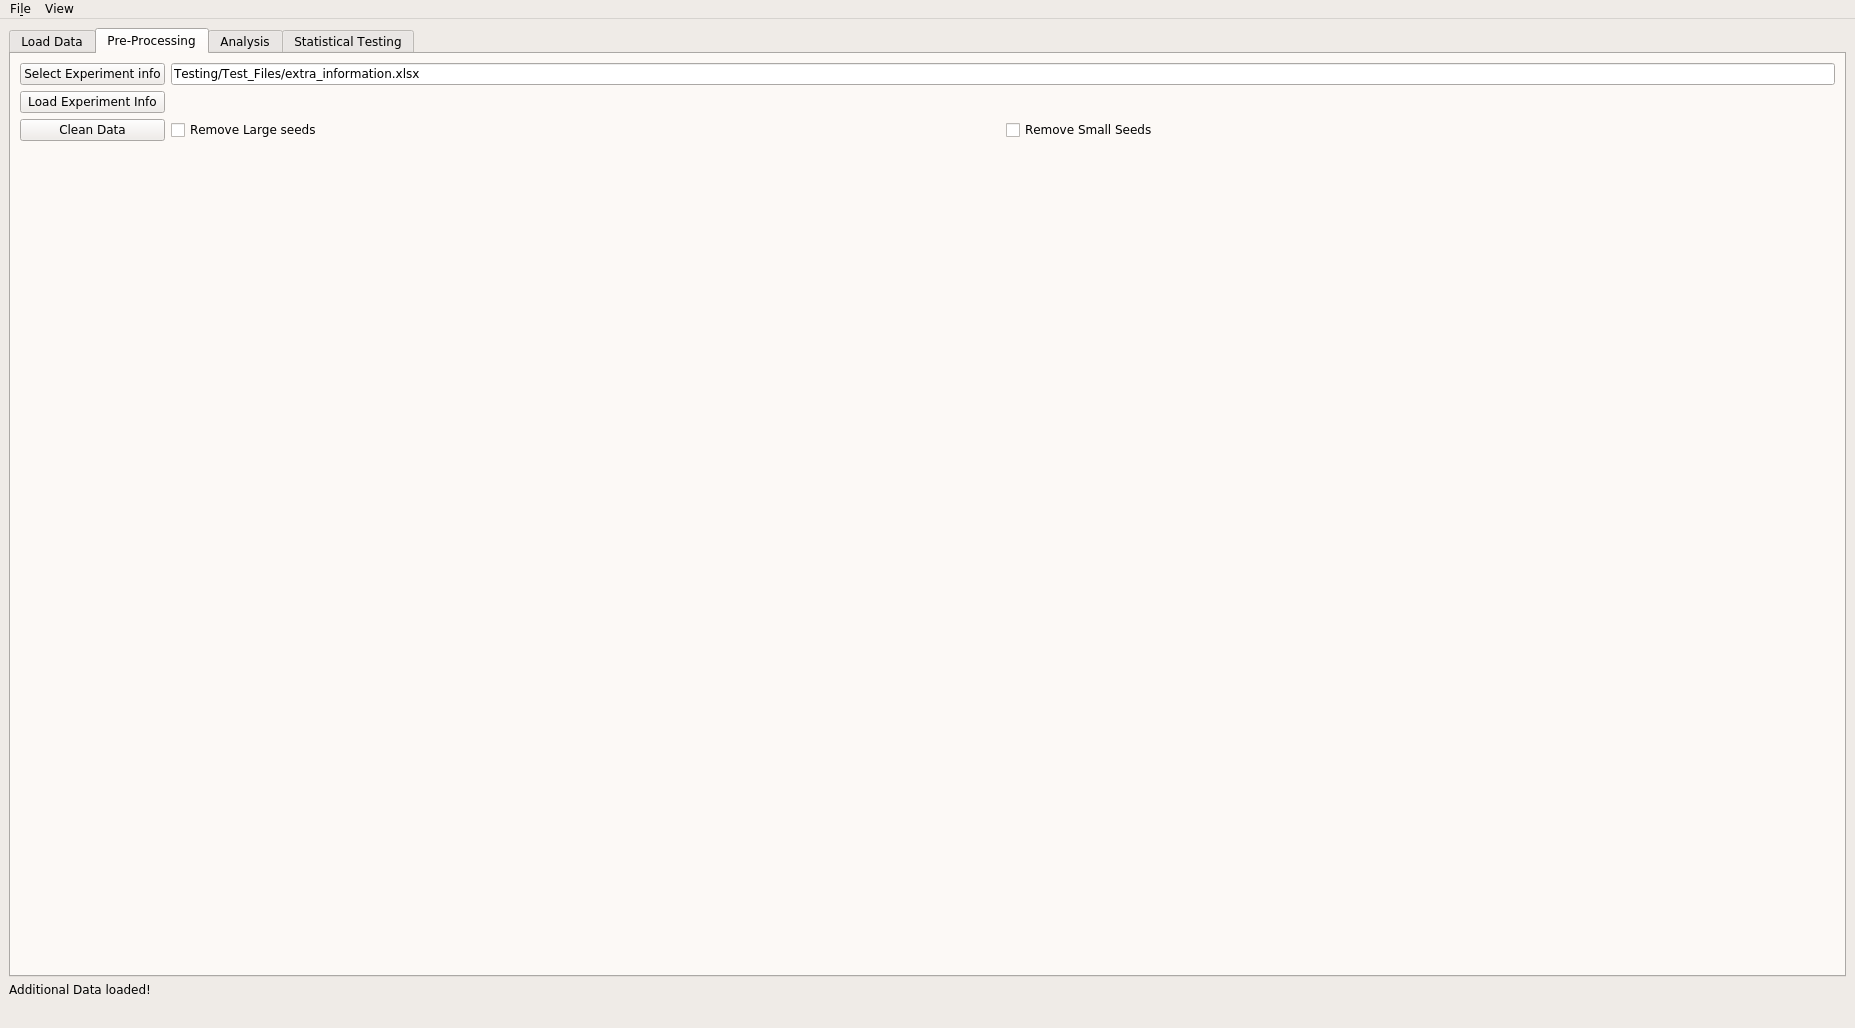 File View
Load Data Pre-Processing Analysis Statistical Testing
Select Experiment info Testing/Test_Files/extra_information.xlsx
Load Experiment Info
Clean Data Remove Large seeds Remove Small Seeds
Additional Data loaded!